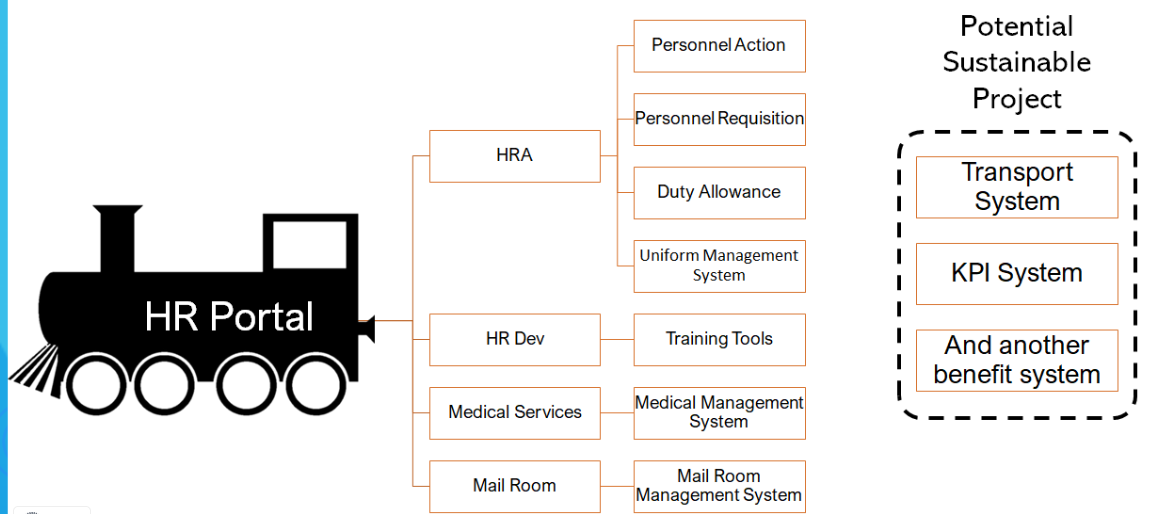 HR Portal
HRA
Personnel Action
Personnel Requisition
Duty Allowance
Uniform Management
System
HR Dev
Training Tools
Medical Services
Medical Management
System
Mail Room
Mail Room
Management System
Potential
Sustainable
Project
Transport
System
KPI System
And another
benefit system